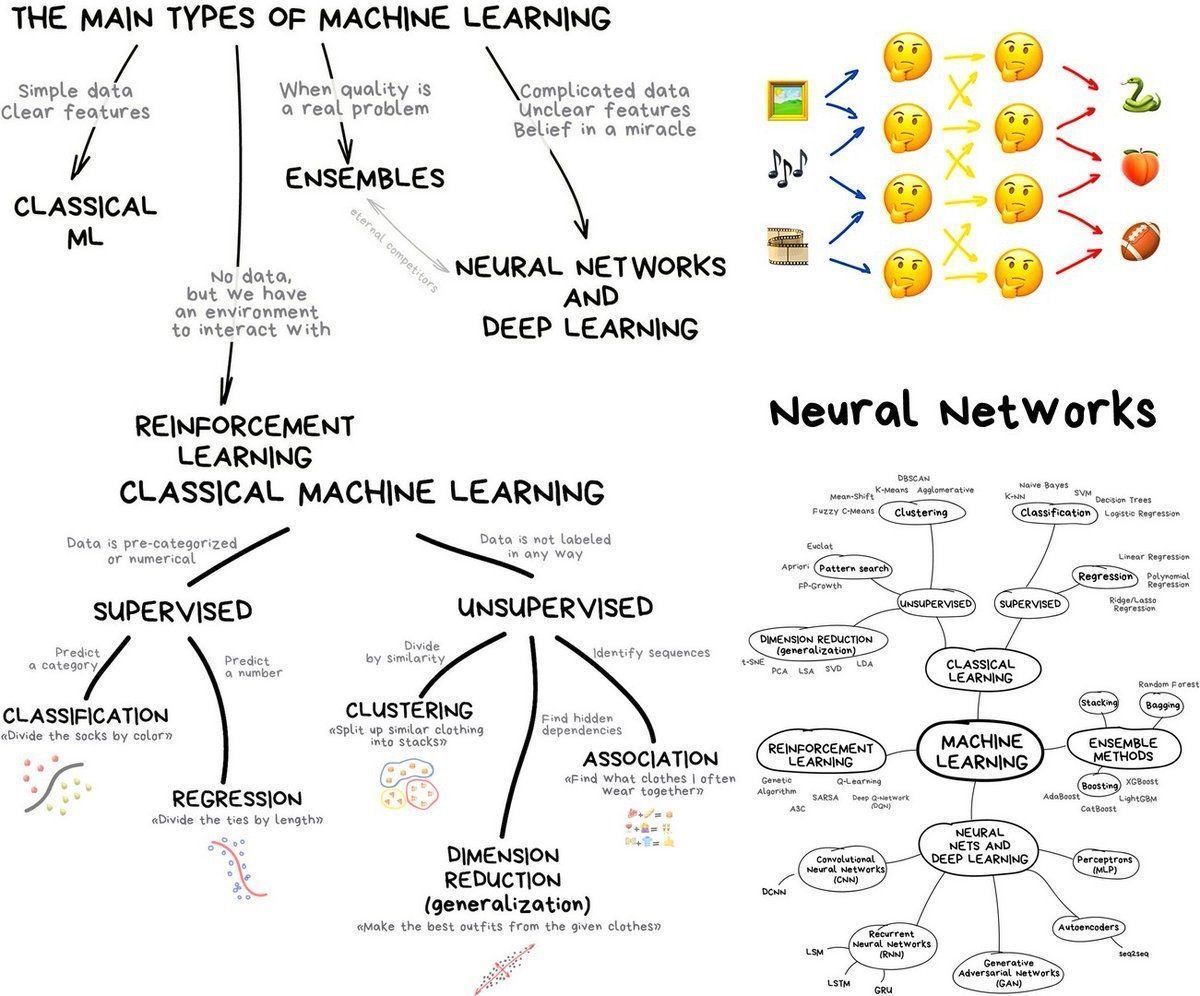 THE MAIN TYPES OF MACHINE LEARNING
Simple data
Clear features
When quality is
a real problem
Complicated data
Unclear features
Belief in a miracle
CLASSICAL
ML
ENSEMBLES
eternal competitors
NEURAL NETWORKS
AND
DEEP LEARNING
No data,
but we have
an environment
to interact with
REINFORCEMENT
LEARNING
CLASSICAL MACHINE LEARNING
Data is pre-categorized
or numerical
Data is not labeled
in any way
SUPERVISED
UNSUPERVISED
Predict
a category
Predict
a number
Divide
by similarity
Identify sequences
Find hidden
dependencies
CLASSIFICATION
«Divide the socks by color»
REGRESSION
«Divide the ties by length»
CLUSTERING
«Split up similar clothing
into stacks»
ASSOCIATION
«Find what clothes I often
wear together»
DIMENSION
REDUCTION
(generalization)
«Make the best outfits from the given clothes»
Neural Networks
DBSCAN
Mean-Shift
K-Means
Agglomerative
Fuzzy C-Means
Clustering
Naive Bayes
K-NN
SVM
Decision Trees
Classification
Logistic Regression
Euclat
Apriori
Pattern search
FP-Growth
Linear Regression
Regression
Polynomial
Regression
Ridge/Lasso
Regression
UNSUPERVISED
SUPERVISED
DIMENSION REDUCTION
(generalization)
t-SNE
PCA
LSA
SVD
LDA
CLASSICAL
LEARNING
Random Forest
Stacking
Bagging
MACHINE
LEARNING
REINFORCEMENT
LEARNING
ENSEMBLE
METHODS
Genetic
Algorithm
Q-Learning
SARSA
Deep Q-Network
(DQN)
A3C
Boosting
XGBoost
AdaBoost
LightGBM
CatBoost
NEURAL
NETS AND
DEEP LEARNING
Convolutional
Neural Networks
(CNN)
DCNN
Perceptrons
(MLP)
Recurrent
Neural Networks
(RNN)
LSM
LSTM
GRU
Autoencoders
seq2seq
Generative
Adversarial Networks
(GAN)